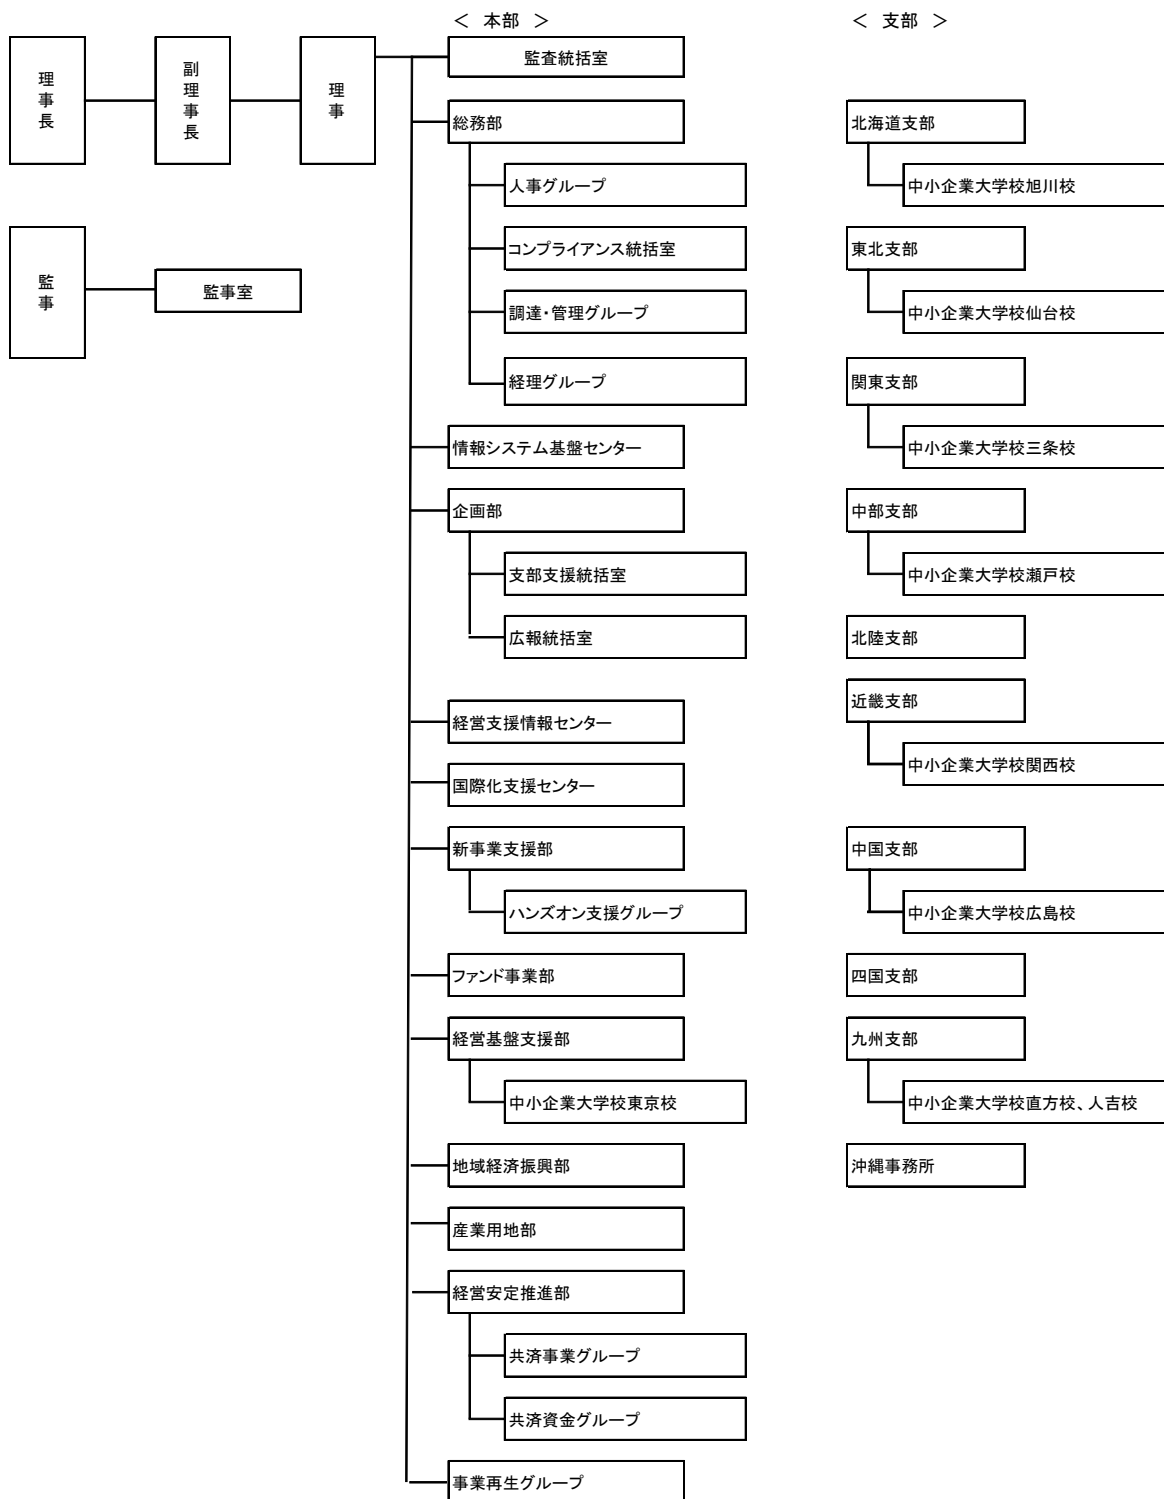 ＜ 本部 ＞
＜ 支部 ＞
理事長
副理事長
理事
監事
監事室
監査統括室
総務部
人事グループ
コンプライアンス統括室
調達・管理グループ
経理グループ
情報システム基盤センター
企画部
支部支援統括室
広報統括室
経営支援情報センター
国際化支援センター
新事業支援部
ハンズオン支援グループ
ファンド事業部
経営基盤支援部
中小企業大学校東京校
地域経済振興部
産業用地部
経営安定推進部
共済事業グループ
共済資金グループ
事業再生グループ
北海道支部
中小企業大学校旭川校
東北支部
中小企業大学校仙台校
関東支部
中小企業大学校三条校
中部支部
中小企業大学校瀬戸校
北陸支部
近畿支部
中小企業大学校関西校
中国支部
中小企業大学校広島校
四国支部
九州支部
中小企業大学校直方校、人吉校
沖縄事務所